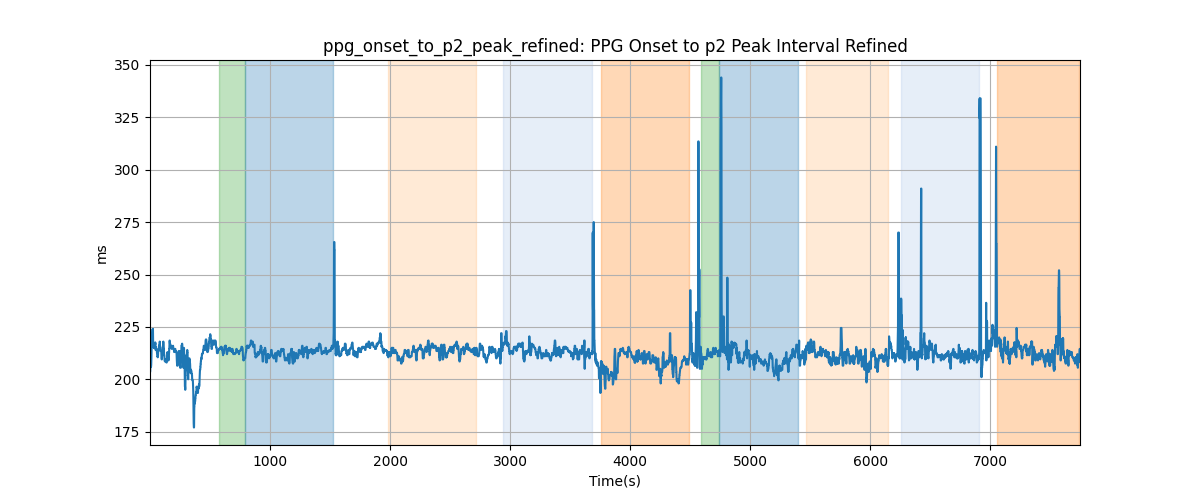 ppg_onset_to_p2_peak_refined: PPG Onset to p2 Peak Interval Refined
350
325
300
275
250
225
200
175
ms
1000 2000 3000 4000 5000 6000 7000
Time(s)